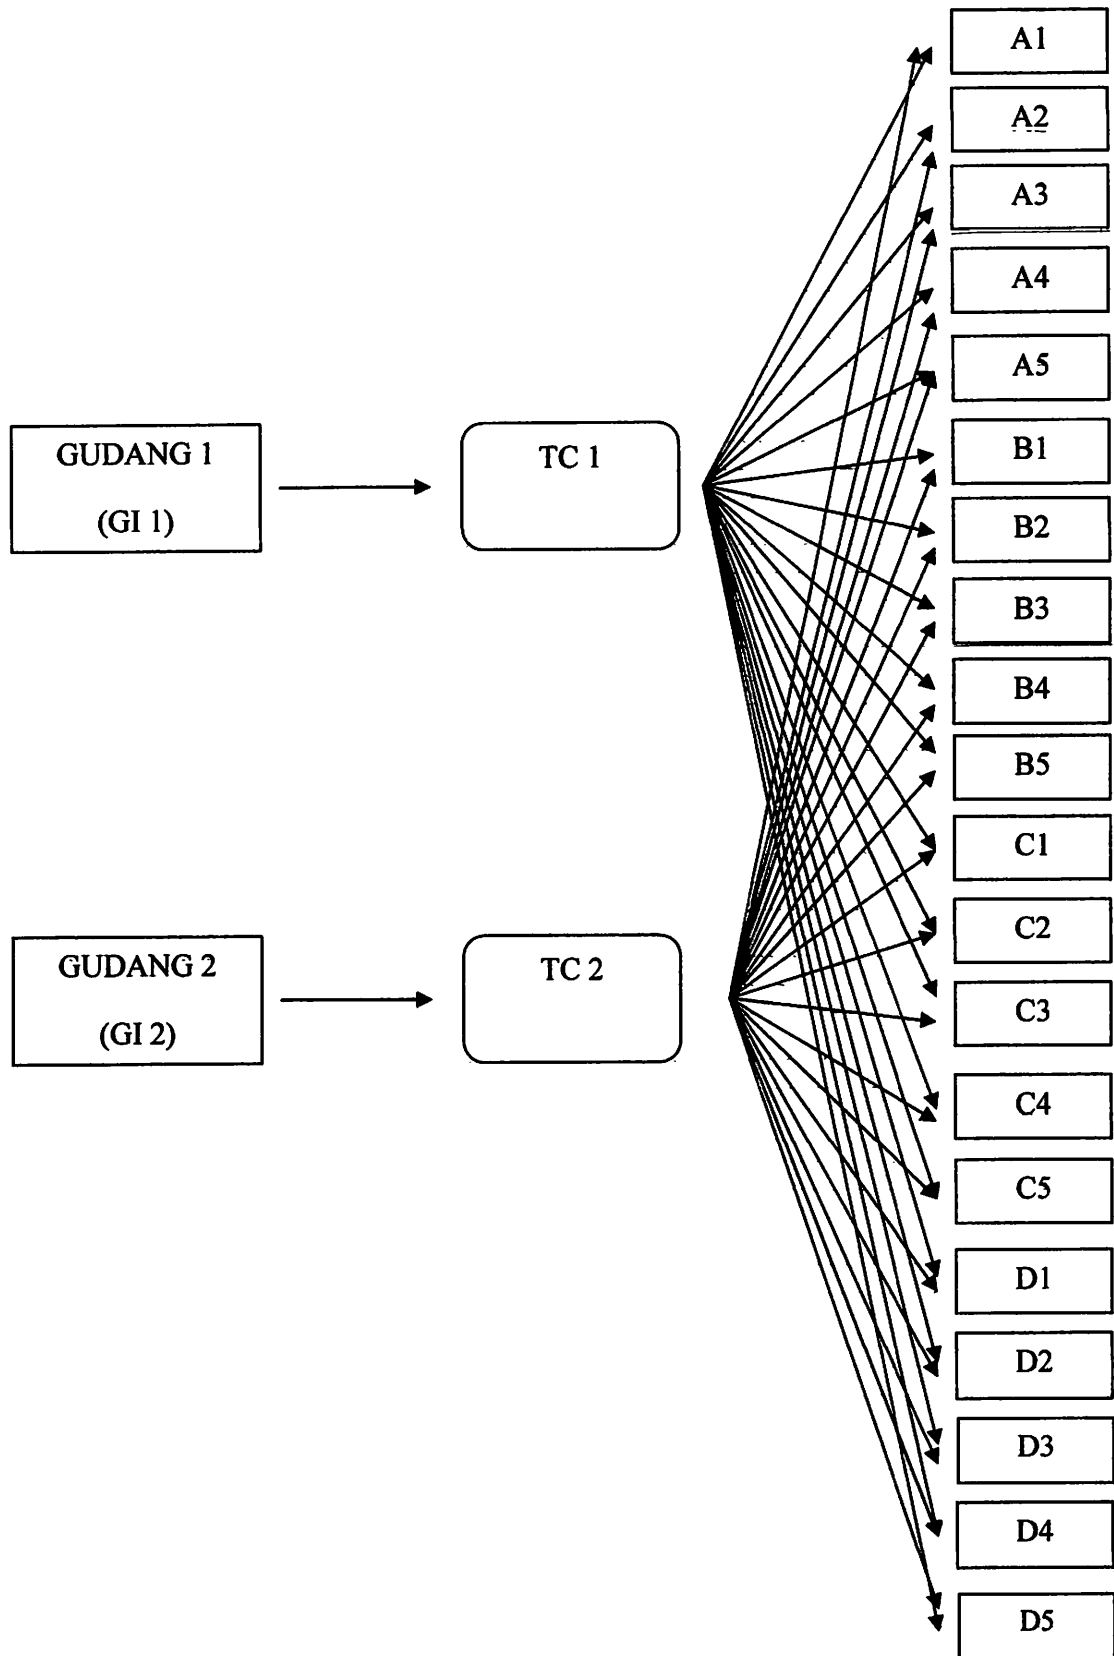 GUDANG 1
(GI 1)
TC 1
GUDANG 2
(GI 2)
TC 2
A1
A2
A3
A4
A5
B1
B2
B3
B4
B5
C1
C2
C3
C4
C5
D1
D2
D3
D4
D5